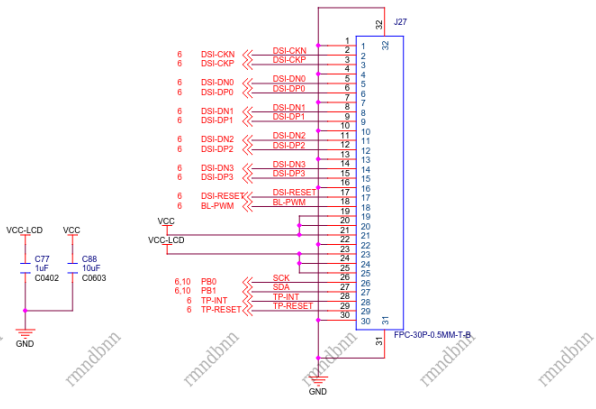 J27
32
32
1 1
6 DSI-CKN DSI-CKN 2 2
6 DSI-CKP DSI-CKP 3 3
4 4
6 DSI-DN0 DSI-DN0 5 5
6 DSI-DP0 DSI-DP0 6 6
7 7
6 DSI-DN1 DSI-DN1 8 8
6 DSI-DP1 DSI-DP1 9 9
10 10
6 DSI-DN2 DSI-DN2 11 11
6 DSI-DP2 DSI-DP2 12 12
13 13
6 DSI-DN3 DSI-DN3 14 14
6 DSI-DP3 DSI-DP3 15 15
16 16
6 DSI-RESET DSI-RESET 17 17
6 BL-PWM BL-PWM 18 18
19 19
VCC 20 20
21 21
VCC-LCD 22 22
23 23
24 24
25 25
6,10 PB0 SCK 26 26
6,10 PB1 SDA 27 27
6 TP-INT TP-INT 28 28
6 TP-RESET TP-RESET 29 29
30 30
31
31
FPC-30P-0.5MM-T-B
GND
VCC-LCD VCC
C77 C88
1uF 10uF
C0402 C0603
GND
rmndbnn rmndbnn rmndbnn rmndbnn rmndbnn